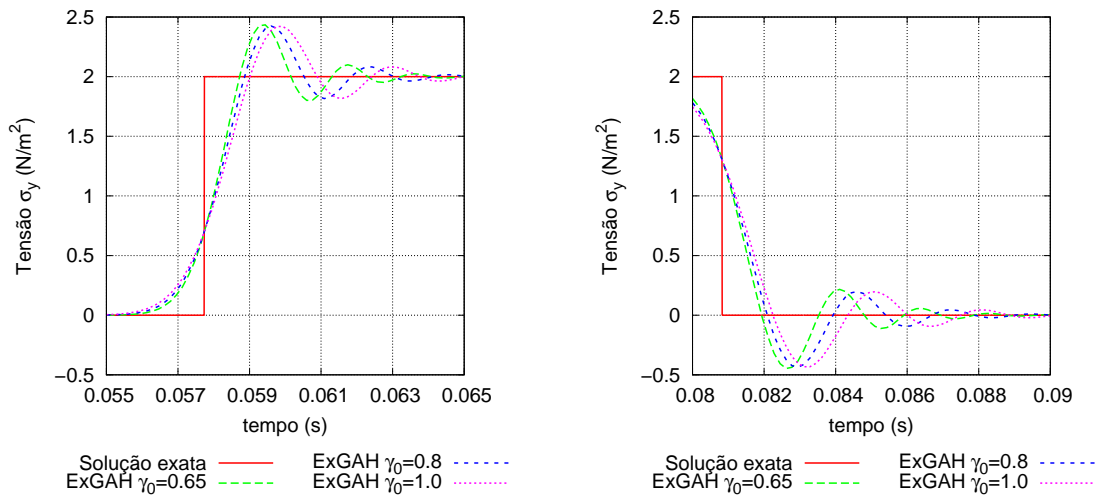 2.5
2
1.5
1
0.5
0
−0.5
Tensão σy (N/m²)
0.055 0.057 0.059 0.061 0.063 0.065
tempo (s)
Solução exata
ExGAH γ0=0.65
ExGAH γ0=0.8
ExGAH γ0=1.0
2.5
2
1.5
1
0.5
0
−0.5
Tensão σy (N/m²)
0.08 0.082 0.084 0.086 0.088 0.09
tempo (s)
Solução exata
ExGAH γ0=0.65
ExGAH γ0=0.8
ExGAH γ0=1.0